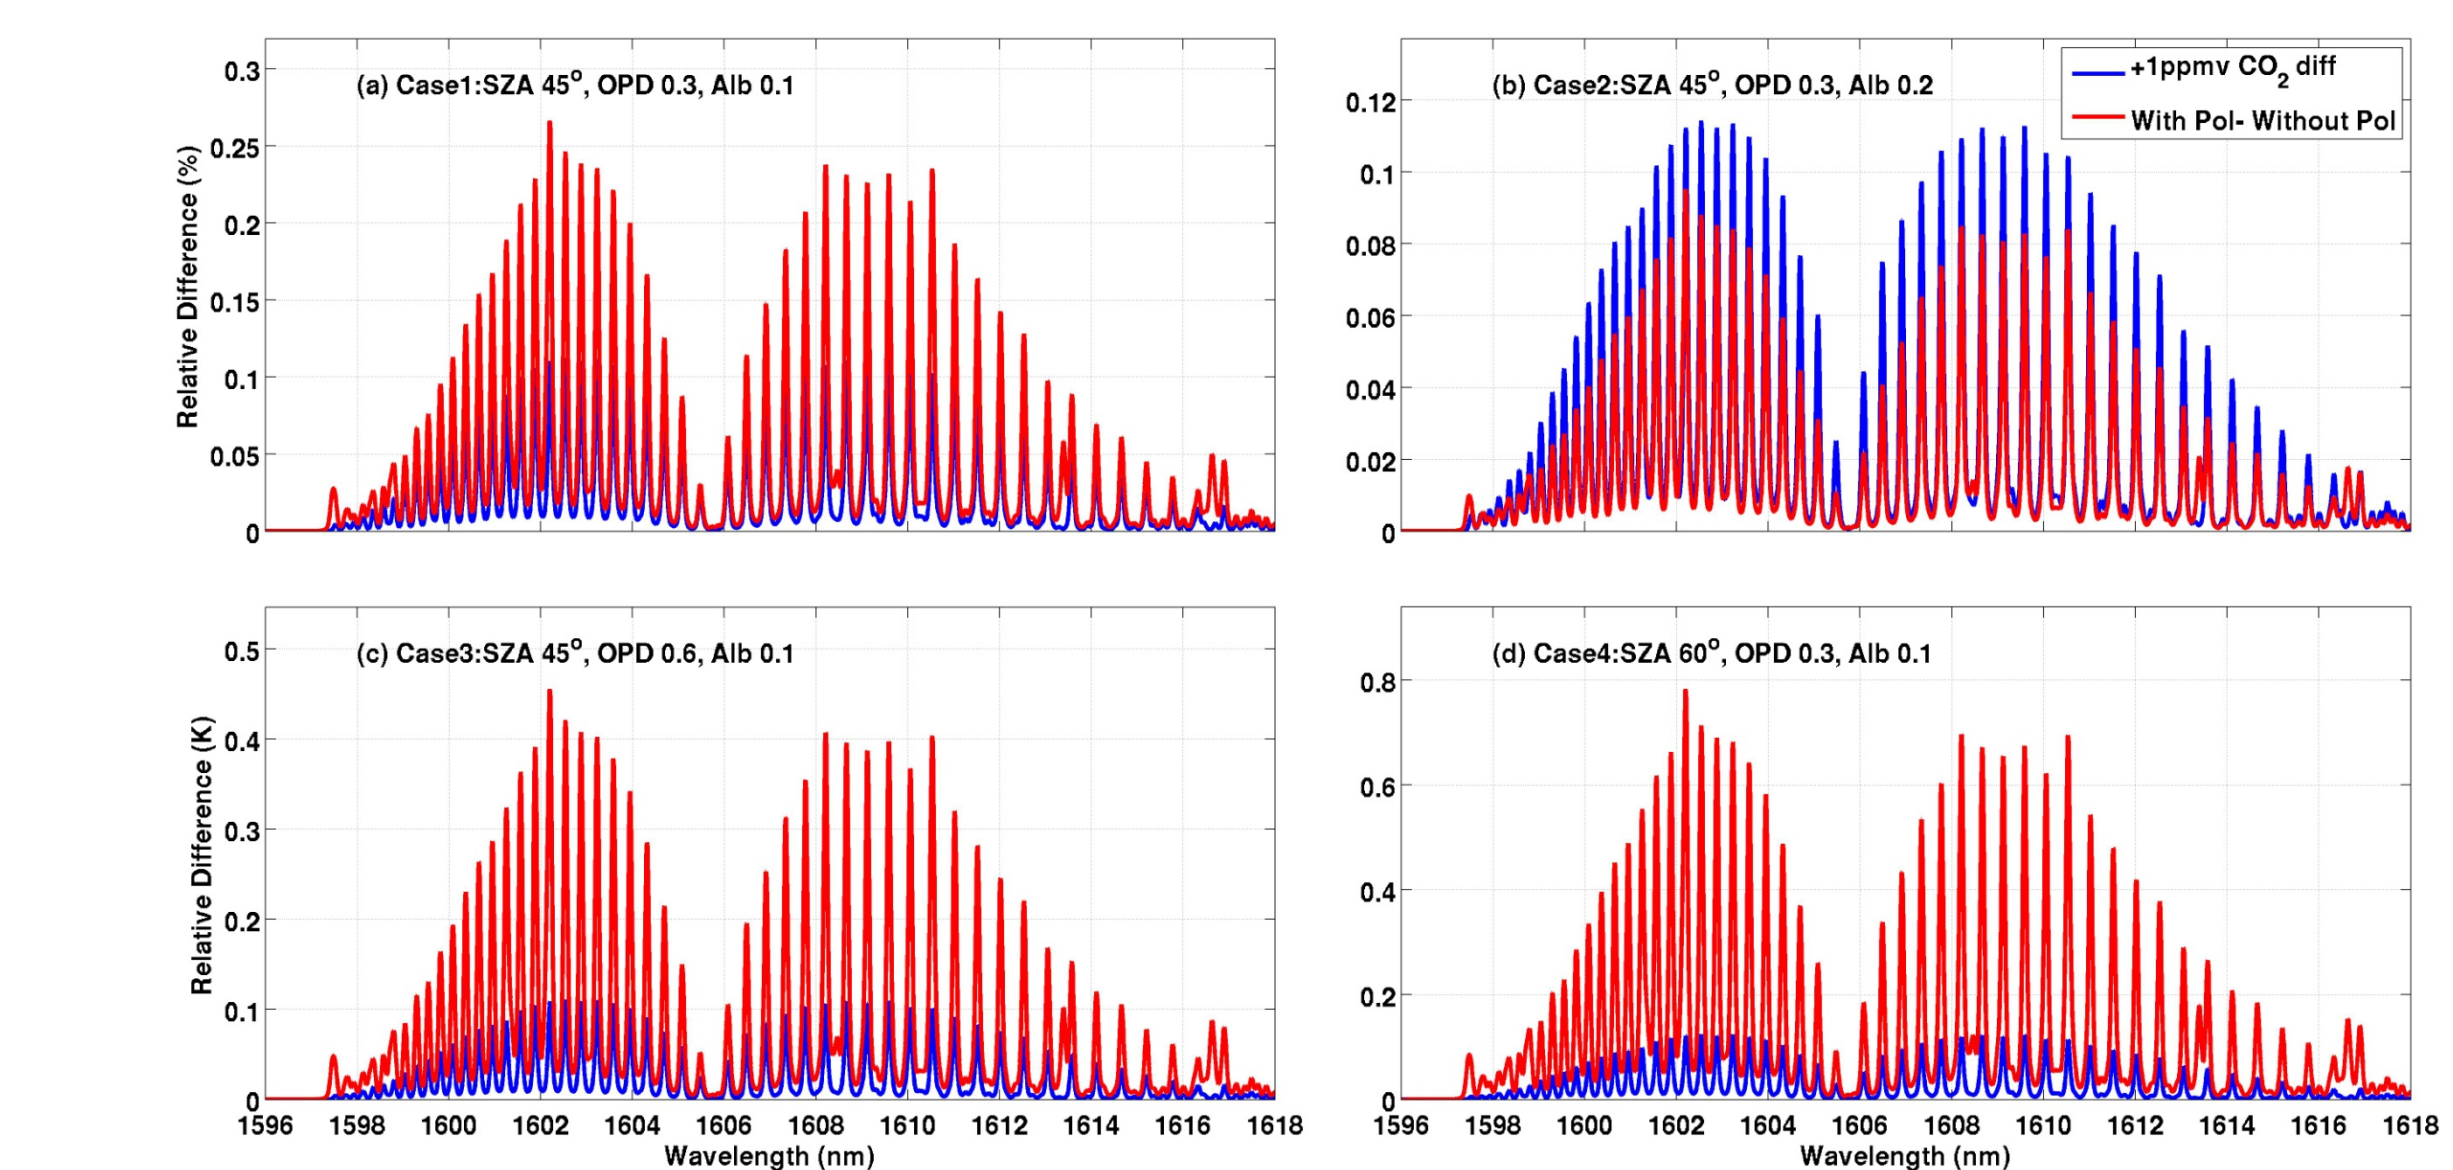 (a) Case1:SZA 45°, OPD 0.3, Alb 0.1
Relative Difference (%)
0.3
0.25
0.2
0.15
0.1
0.05
0
(b) Case2:SZA 45°, OPD 0.3, Alb 0.2
+1ppmv CO2 diff
With Pol- Without Pol
0.12
0.1
0.08
0.06
0.04
0.02
0
(c) Case3:SZA 45°, OPD 0.6, Alb 0.1
Relative Difference (K)
0.5
0.4
0.3
0.2
0.1
0
1596 1598 1600 1602 1604 1606 1608 1610 1612 1614 1616 1618
Wavelength (nm)
(d) Case4:SZA 60°, OPD 0.3, Alb 0.1
0.8
0.6
0.4
0.2
0
1596 1598 1600 1602 1604 1606 1608 1610 1612 1614 1616 1618
Wavelength (nm)